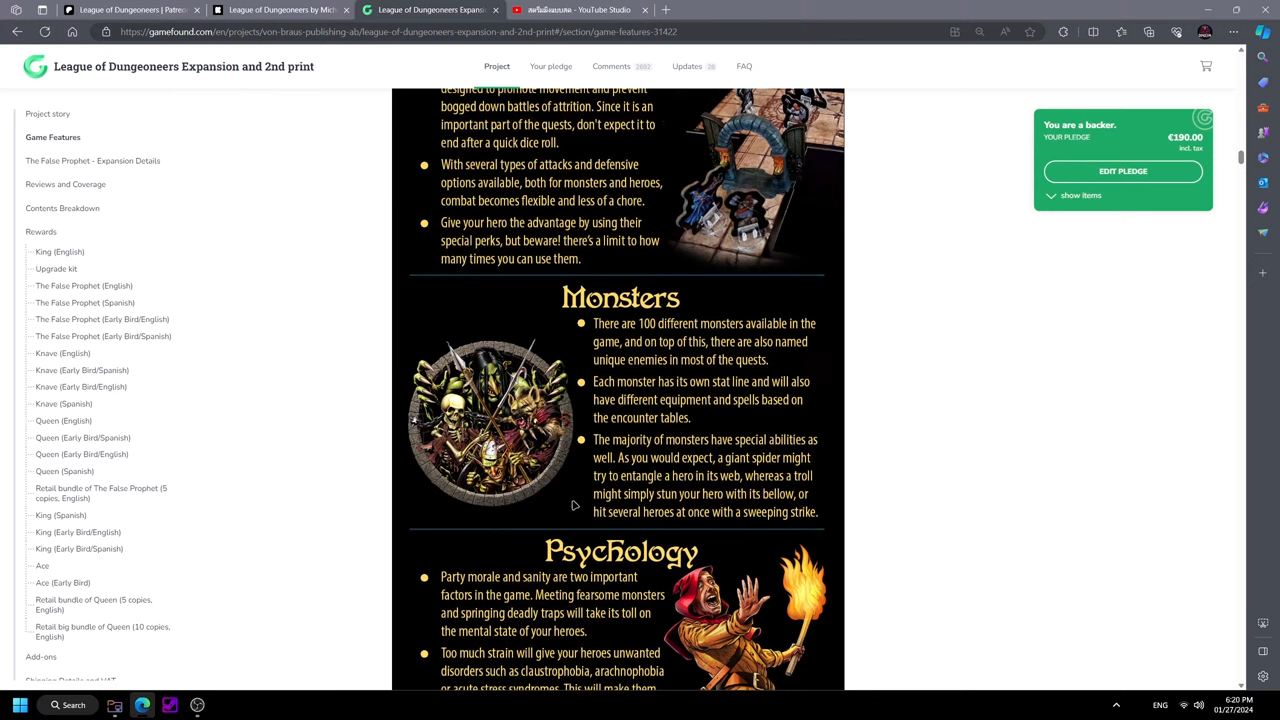 League of Dungeoneers | Patreon
League of Dungeoneers by Mich
League of Dungeoneers Expansion
สตรีมมิ่งแบบสด - YouTube Studio
https://gamefound.com/en/projects/von-braus-publishing-ab/league-of-dungeoneers-expansion-and-2nd-print#/section/game-features-31422
League of Dungeoneers Expansion and 2nd print
Project
Your pledge
Comments 2692
Updates 28
FAQ
Project story
Game Features
The False Prophet - Expansion Details
Reviews and Coverage
Contents Breakdown
Rewards
King (English)
Upgrade kit
The False Prophet (English)
The False Prophet (Spanish)
The False Prophet (Early Bird/English)
The False Prophet (Early Bird/Spanish)
Knave (English)
Knave (Early Bird/Spanish)
Knave (Early Bird/English)
Knave (Spanish)
Queen (English)
Queen (Early Bird/Spanish)
Queen (Early Bird/English)
Queen (Spanish)
Retail bundle of The False Prophet (5
copies, English)
King (Spanish)
King (Early Bird/English)
King (Early Bird/Spanish)
Ace
Ace (Early Bird)
Retail bundle of Queen (5 copies,
English)
Retail big bundle of Queen (10 copies,
English)
Add-ons
Shipping Details and VAT
designed to promote movement and prevent
bogged down battles of attrition. Since it is an
important part of the quests, don't expect it to
end after a quick dice roll.
With several types of attacks and defensive
options available, both for monsters and heroes,
combat becomes flexible and less of a chore.
Give your hero the advantage by using their
special perks, but beware! there's a limit to how
many times you can use them.
Monsters
There are 100 different monsters available in the
game, and on top of this, there are also named
unique enemies in most of the quests.
Each monster has its own stat line and will also
have different equipment and spells based on
the encounter tables.
The majority of monsters have special abilities as
well. As you would expect, a giant spider might
try to entangle a hero in its web, whereas a troll
might simply stun your hero with its bellow, or
hit several heroes at once with a sweeping strike.
Psychology
Party morale and sanity are two important
factors in the game. Meeting fearsome monsters
and springing deadly traps will take its toll on
the mental state of your heroes.
Too much strain will give your heroes unwanted
disorders such as claustrophobia, arachnophobia
or acute stress syndromes. This will make them
You are a backer.
YOUR PLEDGE
€190.00
incl. tax
EDIT PLEDGE
show items
Search
ENG
6:20 PM
01/27/2024